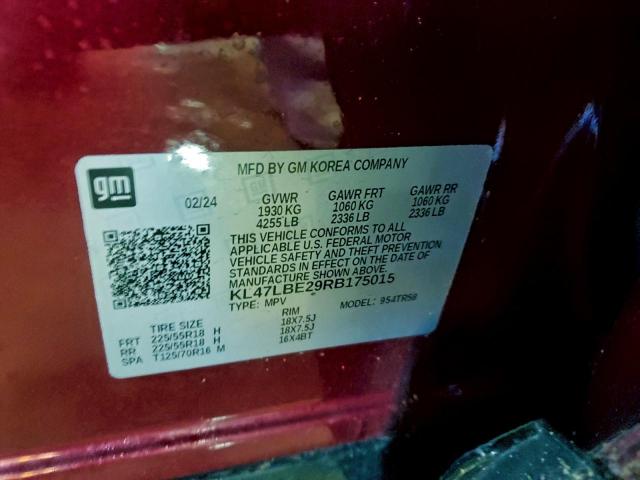 gm
MFD BY GM KOREA COMPANY
02/24 GVWR GAWR FRT GAWR RR
1930 KG 1060 KG 1060 KG
4255 LB 2336 LB 2336 LB
THIS VEHICLE CONFORMS TO ALL
APPLICABLE U.S. FEDERAL MOTOR
VEHICLE SAFETY AND THEFT PREVENTION
STANDARDS IN EFFECT ON THE DATE OF
MANUFACTURE SHOWN ABOVE.
KL47LBE29RB175015
TYPE: MPV MODEL: 954TR58
TIRE SIZE RIM
FRT 225/55R18 H 18X7.5J
RR 225/55R18 H 18X7.5J
SPA T125/70R16 M 16X4BT